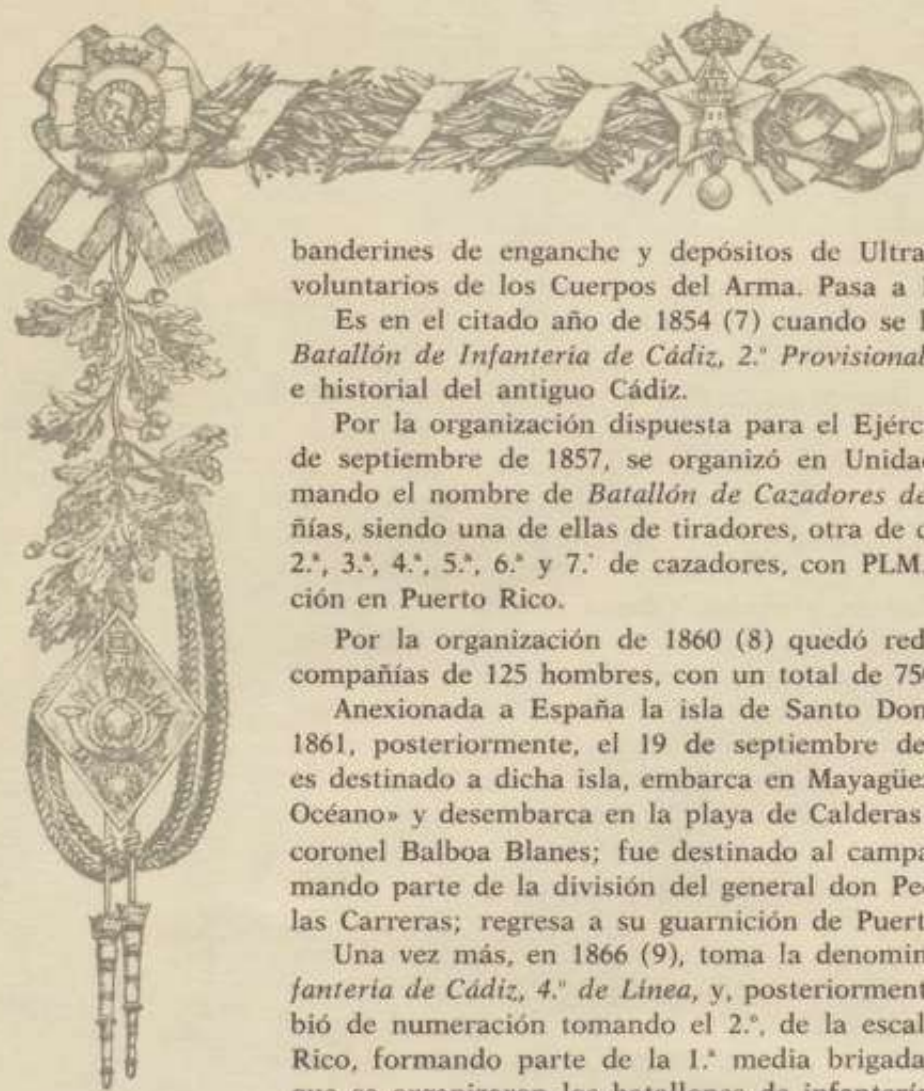 banderines de enganche y depósitos de Ultra
voluntarios de los Cuerpos del Arma. Pasa a
Es en el citado año de 1854 (7) cuando se
Batallón de Infantería de Cádiz, 2.º Provisional
e historial del antiguo Cádiz.
Por la organización dispuesta para el Ejérc
de septiembre de 1857, se organizó en Unida
mando el nombre de Batallón de Cazadores de
ñías, siendo una de ellas de tiradores, otra de
2.ª, 3.ª, 4.ª, 5.ª, 6.ª y 7.ª de cazadores, con PLM.
ción en Puerto Rico.
Por la organización de 1860 (8) quedó red
compañías de 125 hombres, con un total de 750
Anexionada a España la isla de Santo Dom
1861, posteriormente, el 19 de septiembre de
es destinado a dicha isla, embarca en Mayagüez
Océano» y desembarca en la playa de Calderas
coronel Balboa Blanes; fue destinado al campa
mando parte de la división del general don Pe
las Carreras; regresa a su guarnición de Puert
Una vez más, en 1866 (9), toma la denomin
fantería de Cádiz, 4.º de Línea, y, posteriorment
bió de numeración tomando el 2.º, de la escal
Rico, formando parte de la 1.ª media brigada